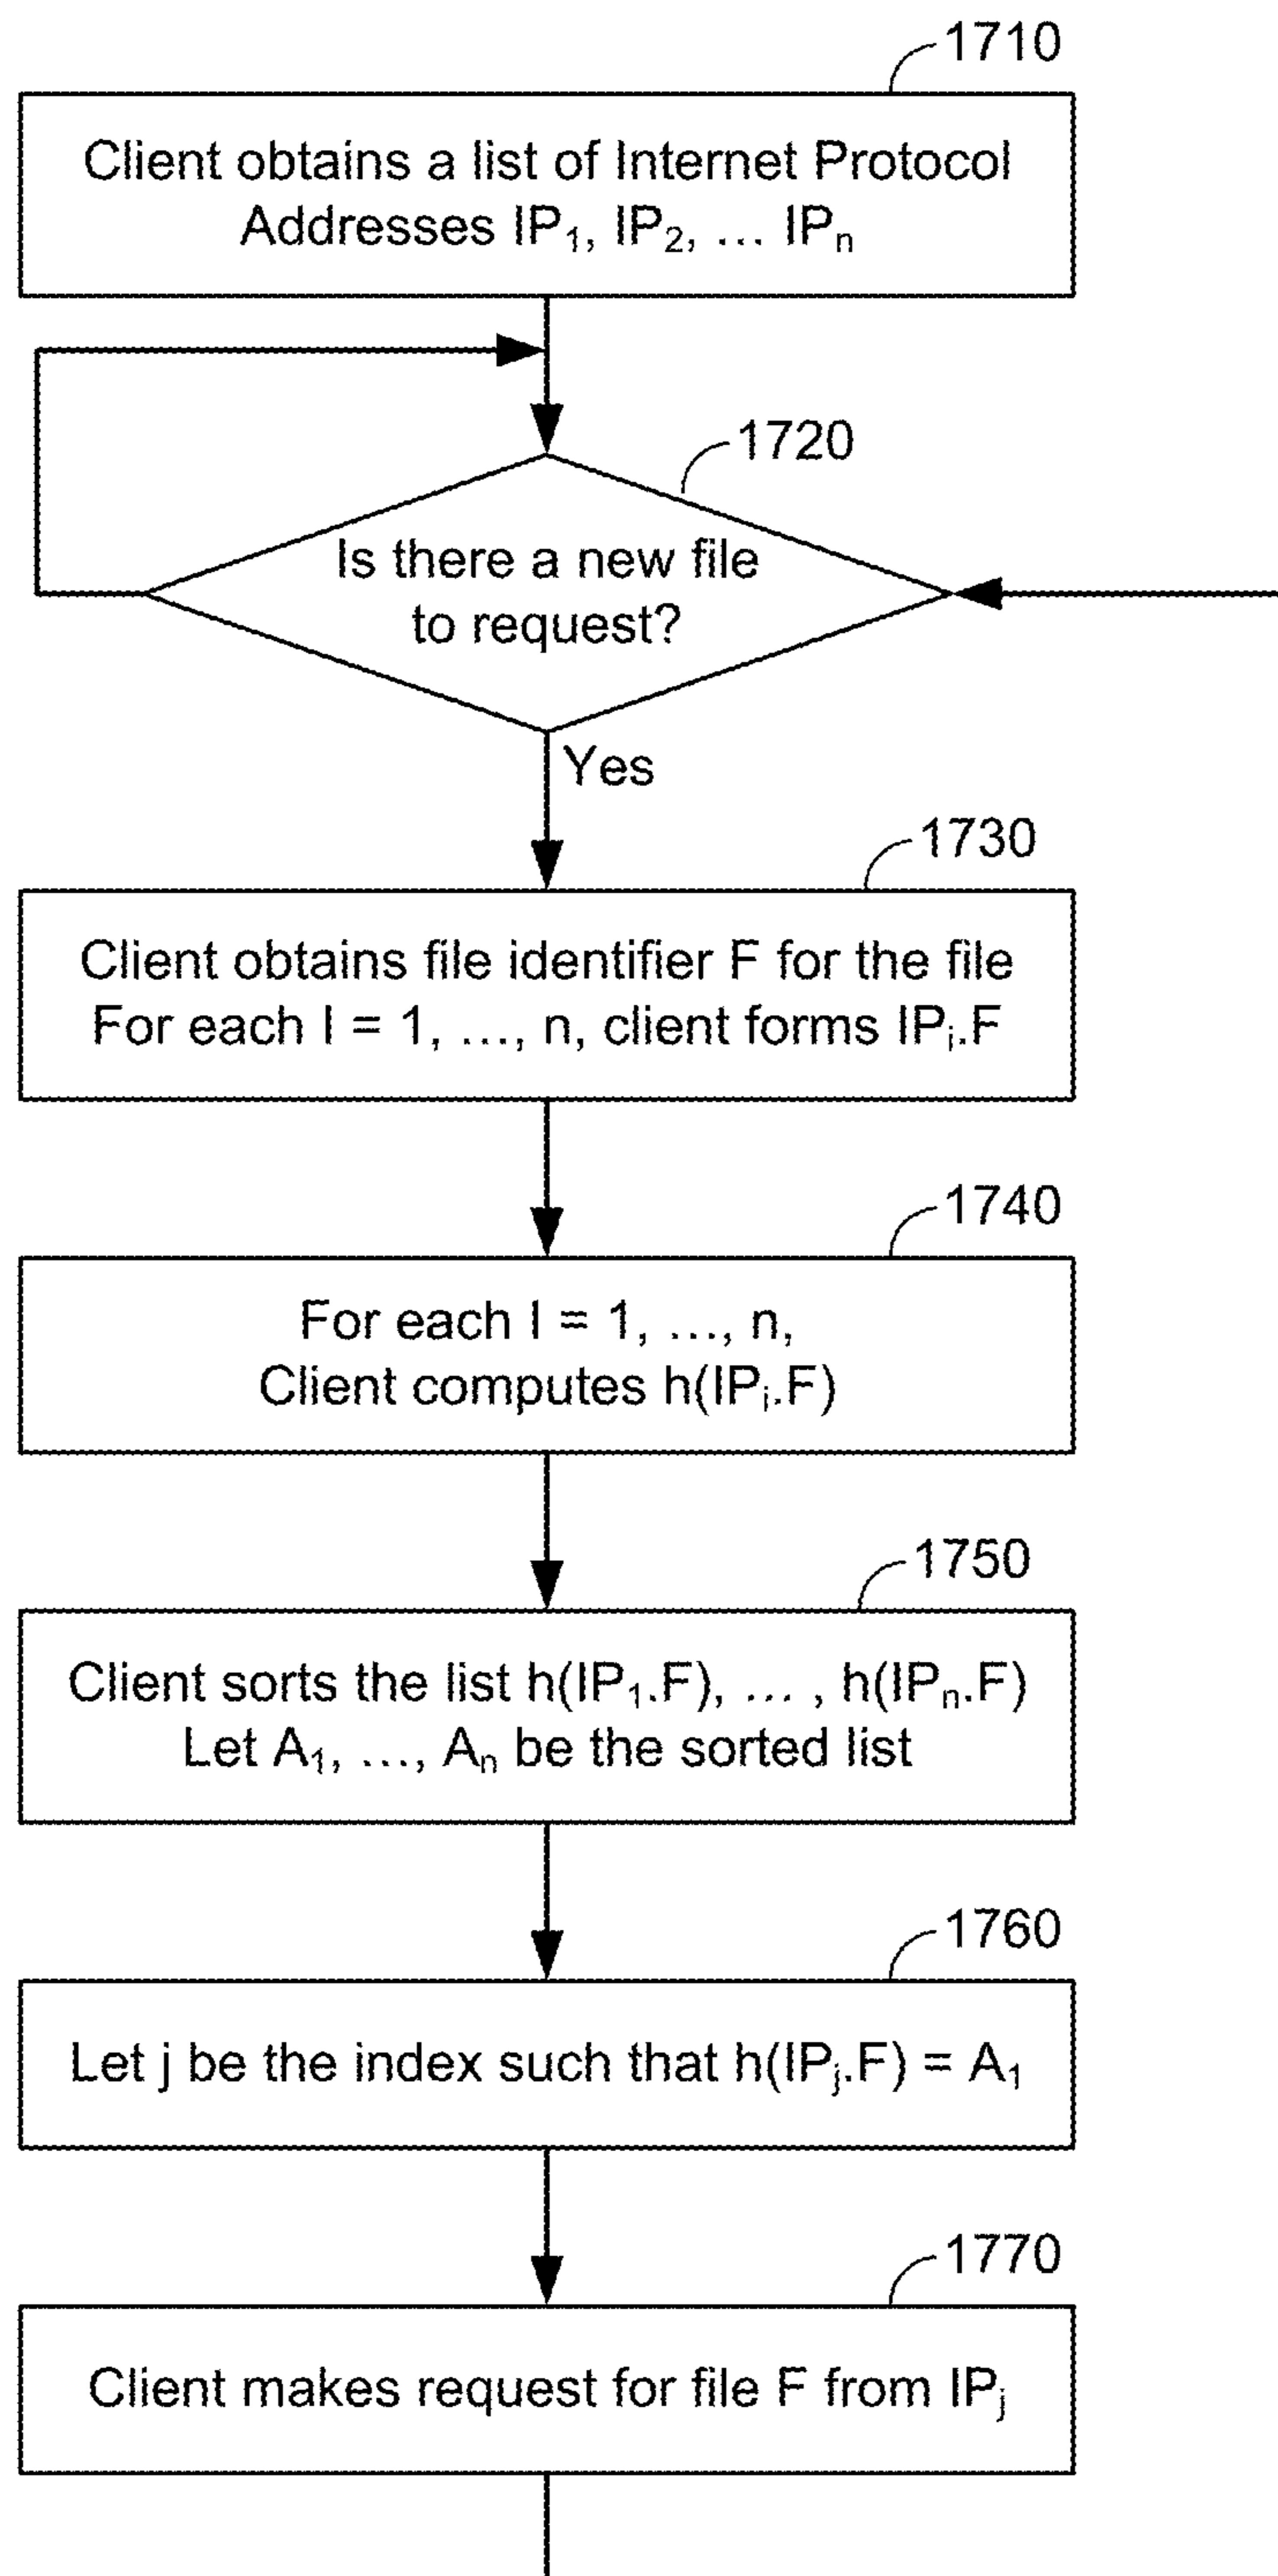 1710
Client obtains a list of Internet Protocol
Addresses IP₁, IP₂, ... IPₙ
1720
Is there a new file
to request?
Yes
1730
Client obtains file identifier F for the file
For each I = 1, ..., n, client forms IPᵢ.F
1740
For each I = 1, ..., n,
Client computes h(IPᵢ.F)
1750
Client sorts the list h(IP₁.F), ... , h(IPₙ.F)
Let A₁, ..., Aₙ be the sorted list
1760
Let j be the index such that h(IPⱼ.F) = A₁
1770
Client makes request for file F from IPⱼ